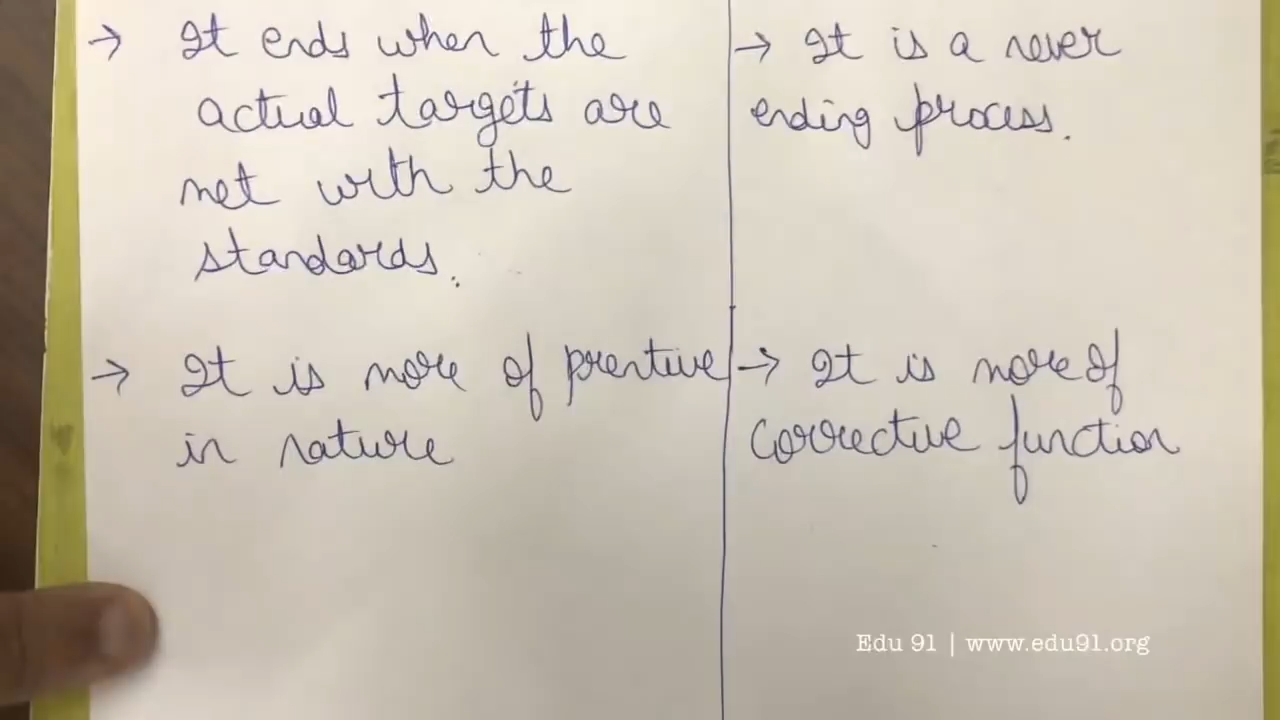 → It ends when the
actual targets are
met with the
standards.
→ It is more of prentive
in nature
→ It is a never
ending process.
→ It is more of
corrective function
Edu 91 | www.edu91.org